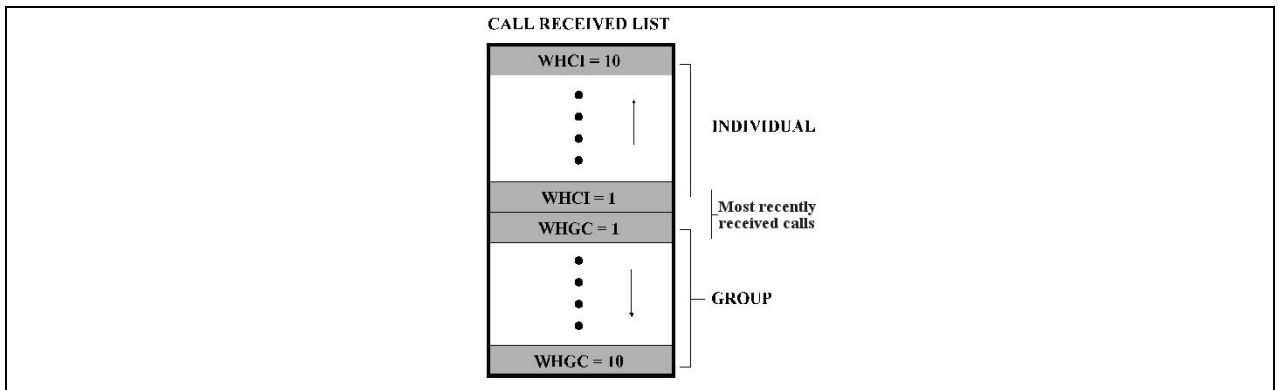 CALL RECEIVED LIST
WHCI = 10
INDIVIDUAL
WHCI = 1
Most recently
received calls
WHGC = 1
GROUP
WHGC = 10